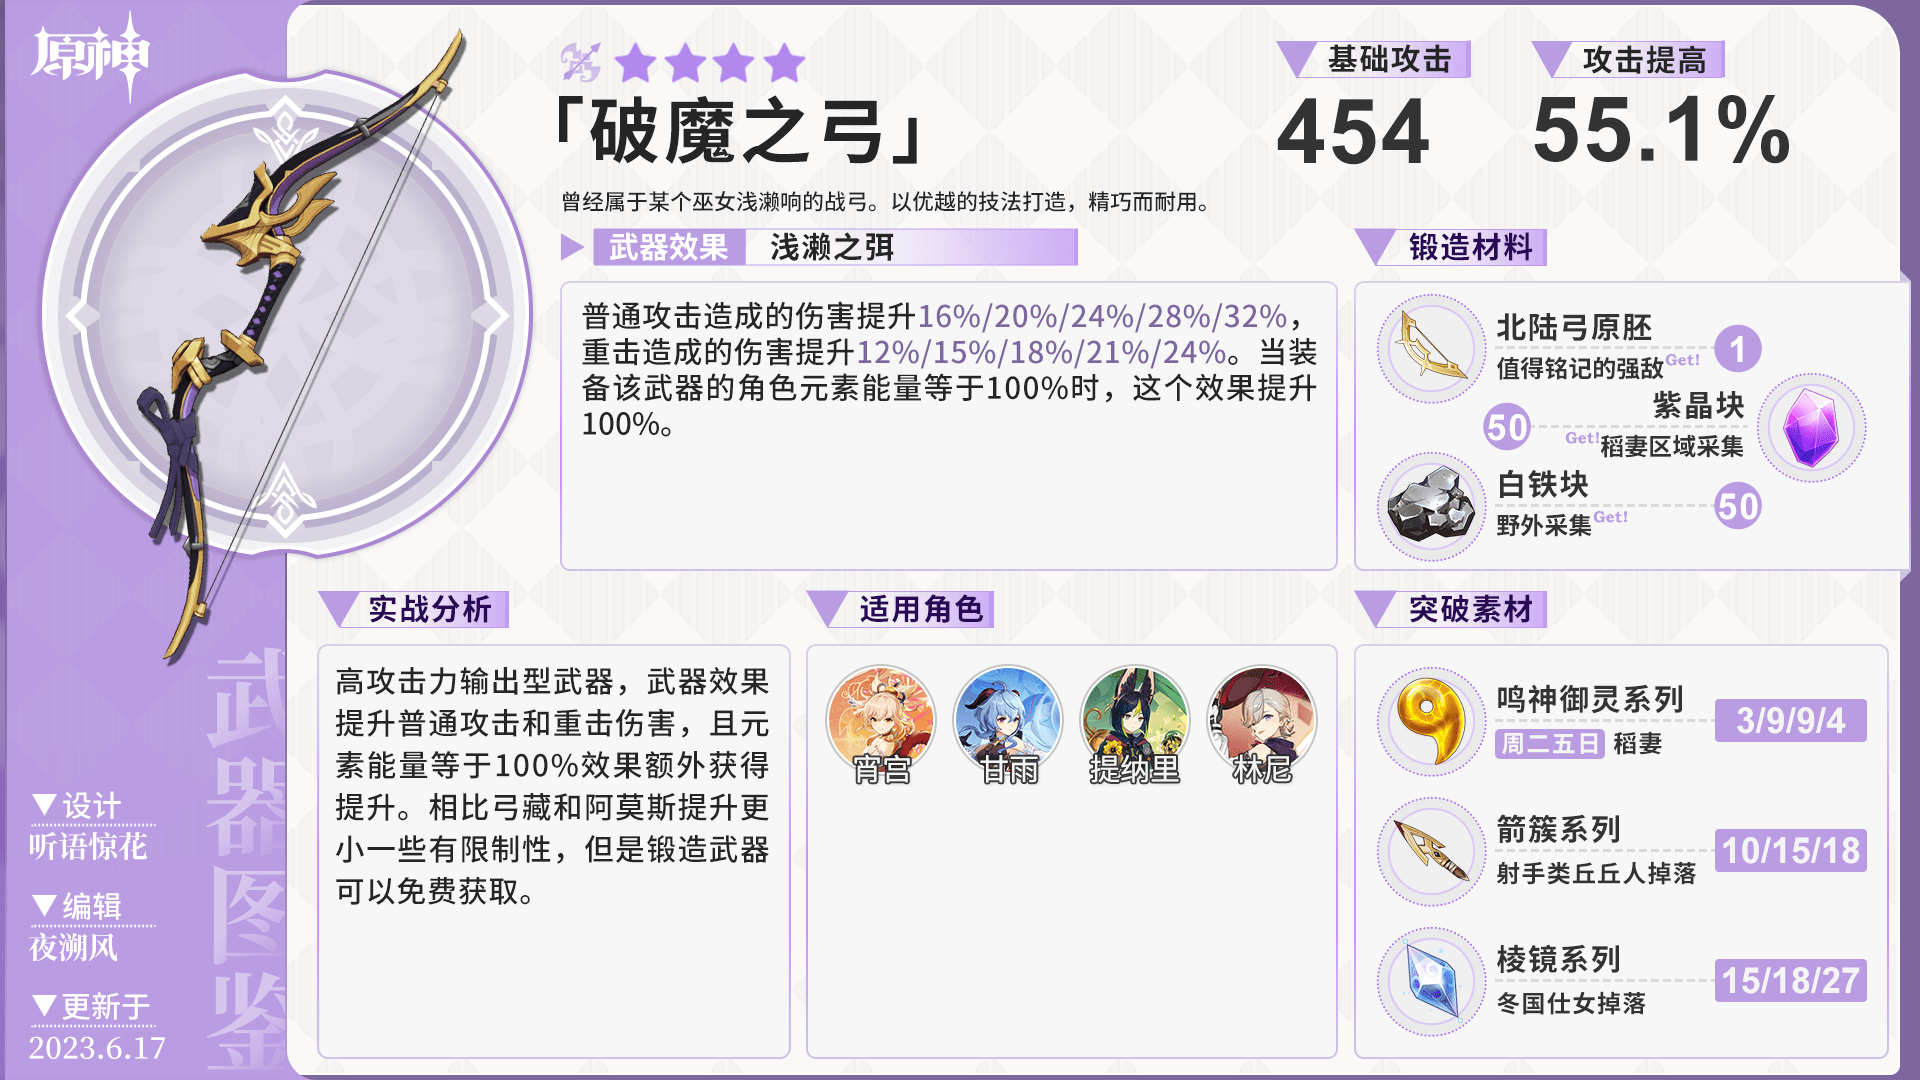 原神
「破魔之弓」
基础攻击
454
攻击提高
55.1%
曾经属于某个巫女浅濑响的战弓。以优越的技法打造，精巧而耐用。
武器效果
浅濑之弭
普通攻击造成的伤害提升16%/20%/24%/28%/32%，
重击造成的伤害提升12%/15%/18%/21%/24%。当装
备该武器的角色元素能量等于100%时，这个效果提升
100%。
锻造材料
北陆弓原胚
1
值得铭记的强敌Get!
紫晶块
50
Get!稻妻区域采集
白铁块
50
野外采集Get!
实战分析
高攻击力输出型武器，武器效果
提升普通攻击和重击伤害，且元
素能量等于100%效果额外获得
提升。相比弓藏和阿莫斯提升更
小一些有限制性，但是锻造武器
可以免费获取。
适用角色
宵宫
甘雨
提纳里
林尼
突破素材
鸣神御灵系列
3/9/9/4
周二五日 稻妻
箭簇系列
10/15/18
射手类丘丘人掉落
棱镜系列
15/18/27
冬国仕女掉落
武器图鉴
▼设计
听语惊花
▼编辑
夜溯风
▼更新于
2023.6.17